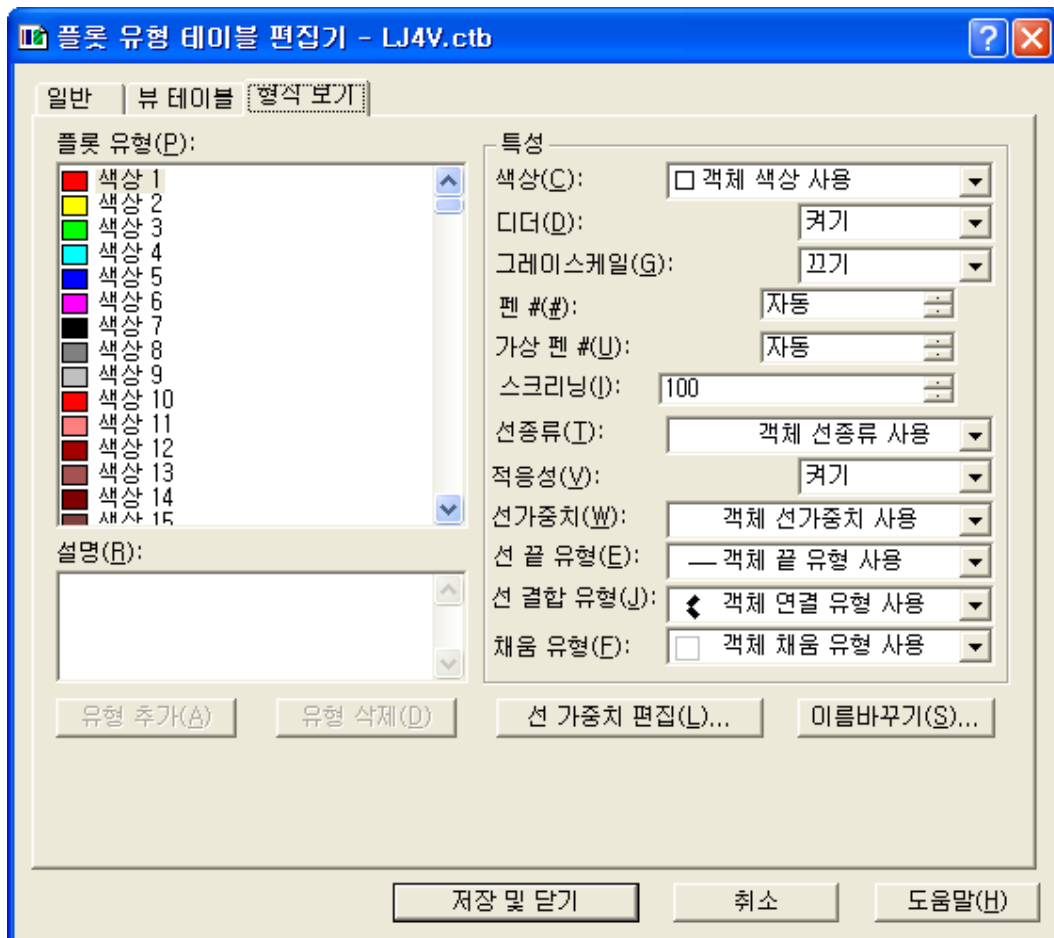 플롯 유형 테이블 편집기 - LJ4V.ctb
일반
뷰 테이블
형식 보기
플롯 유형(P):
색상 1
색상 2
색상 3
색상 4
색상 5
색상 6
색상 7
색상 8
색상 9
색상 10
색상 11
색상 12
색상 13
색상 14
색상 15
설명(R):
유형 추가(A)
유형 삭제(D)
특성
색상(C): 객체 색상 사용
디더(D): 켜기
그레이스케일(G): 끄기
펜 #(#): 자동
가상 펜 #(U): 자동
스크리닝(I): 100
선종류(T): 객체 선종류 사용
적응성(V): 켜기
선가중치(W): 객체 선가중치 사용
선 끝 유형(E): 객체 끝 유형 사용
선 결합 유형(J): 객체 연결 유형 사용
채움 유형(F): 객체 채움 유형 사용
선 가중치 편집(L)...
이름바꾸기(S)...
저장 및 닫기
취소
도움말(H)